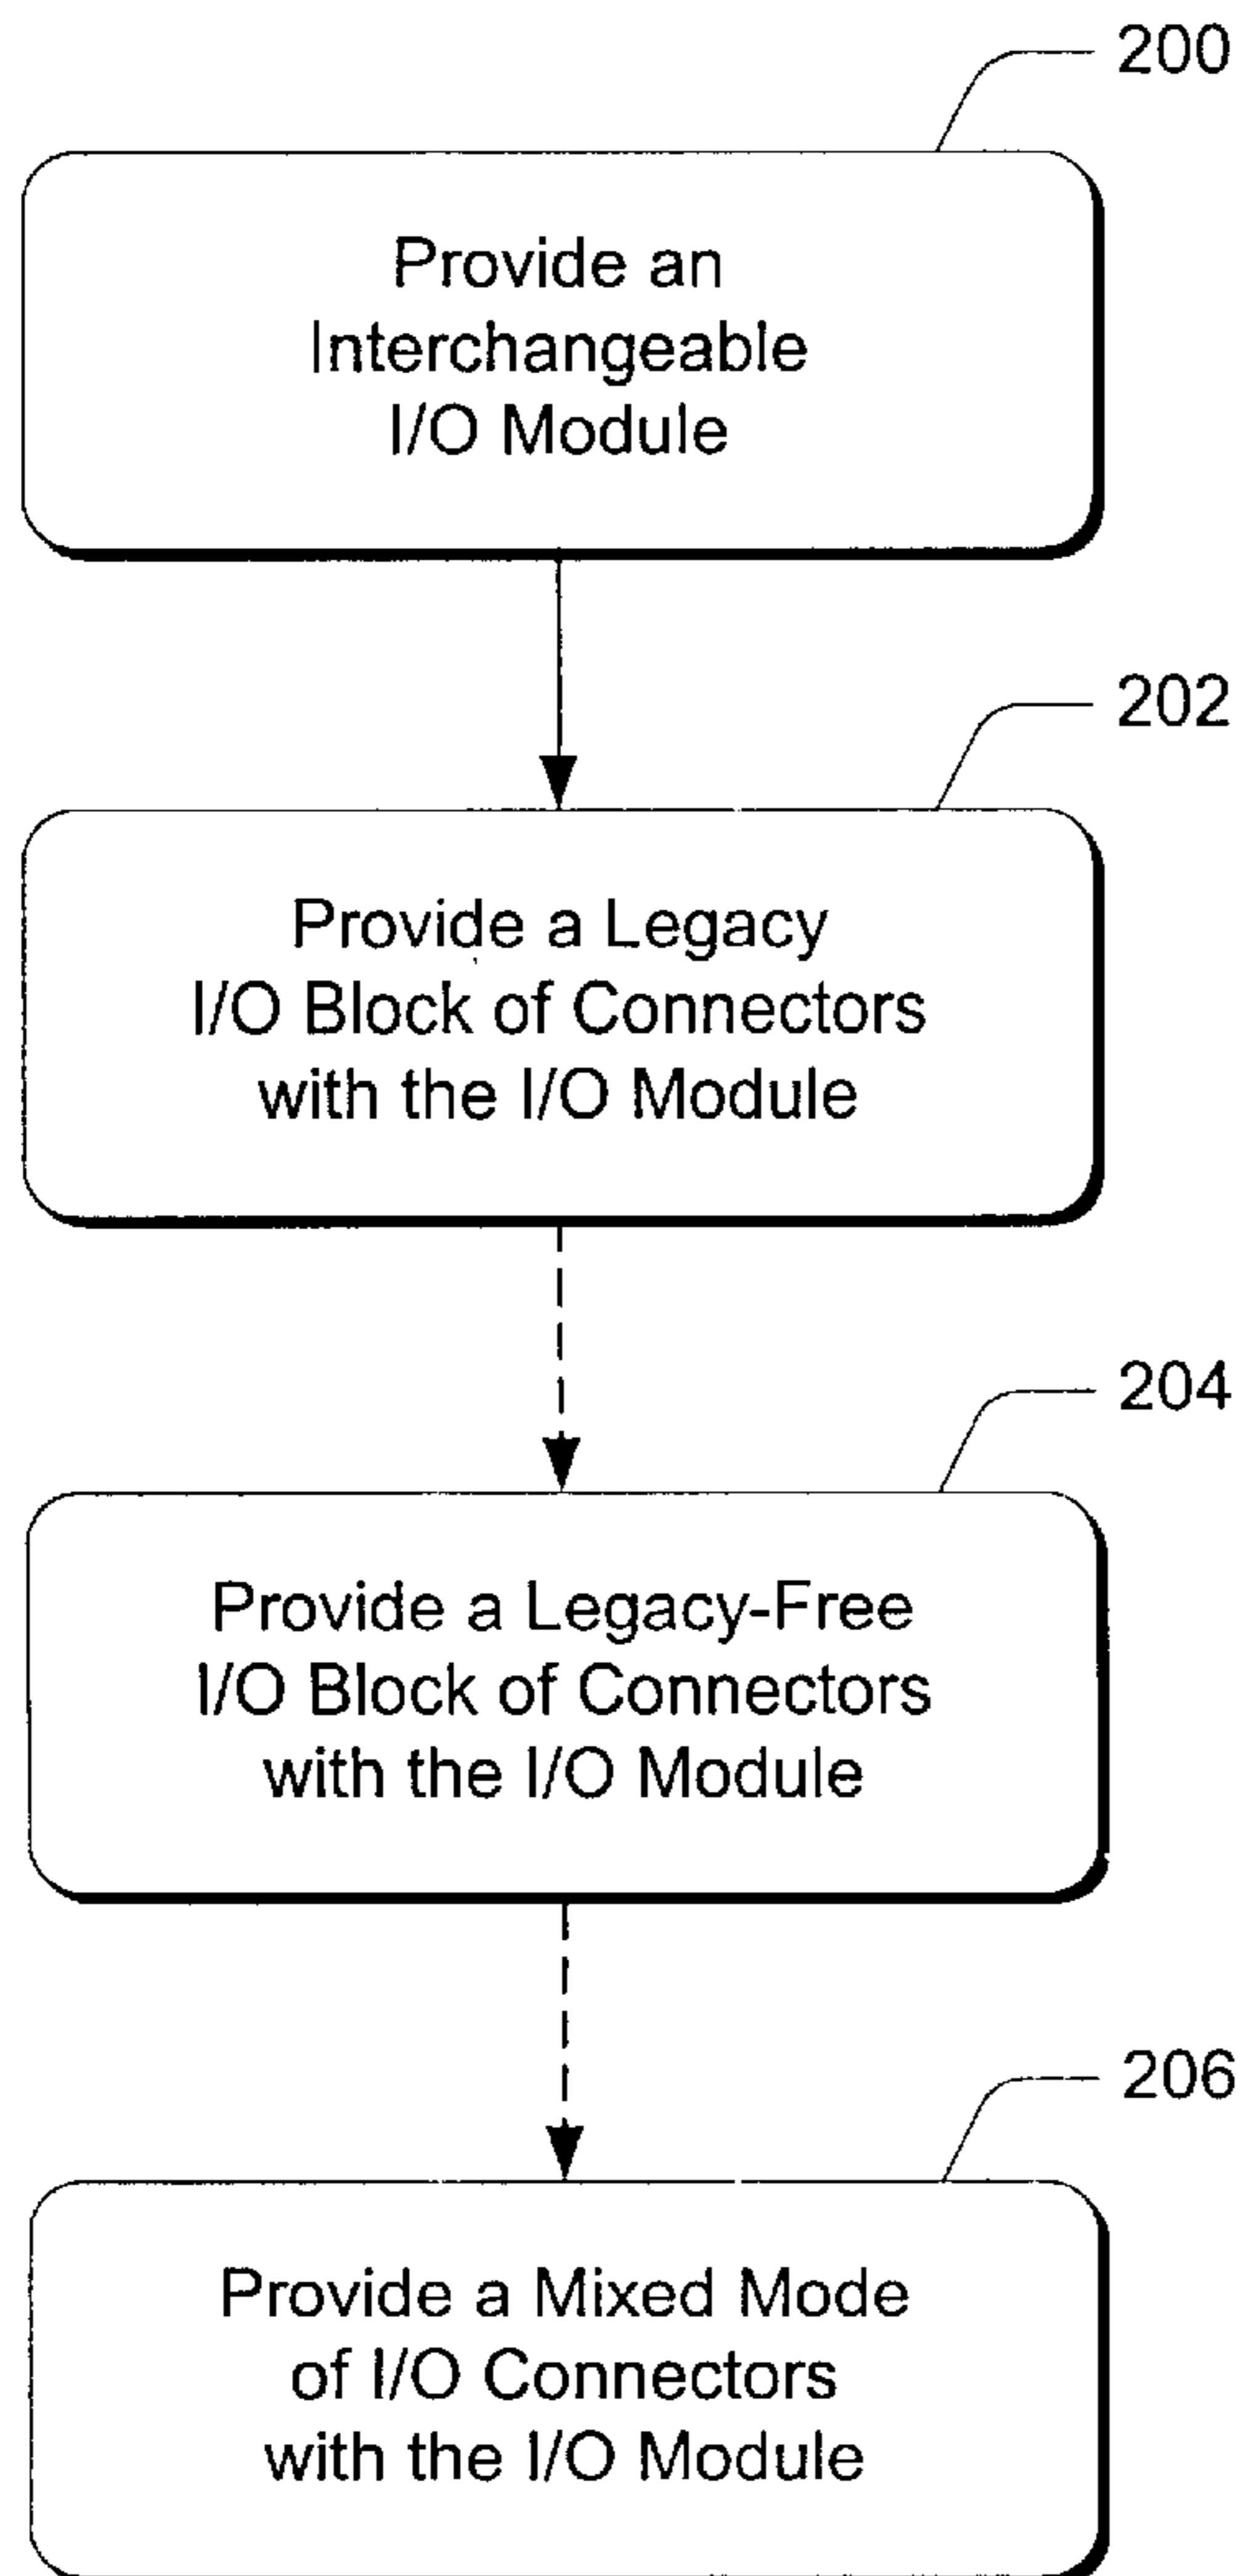 200
Provide an
Interchangeable
I/O Module
202
Provide a Legacy
I/O Block of Connectors
with the I/O Module
204
Provide a Legacy-Free
I/O Block of Connectors
with the I/O Module
206
Provide a Mixed Mode
of I/O Connectors
with the I/O Module